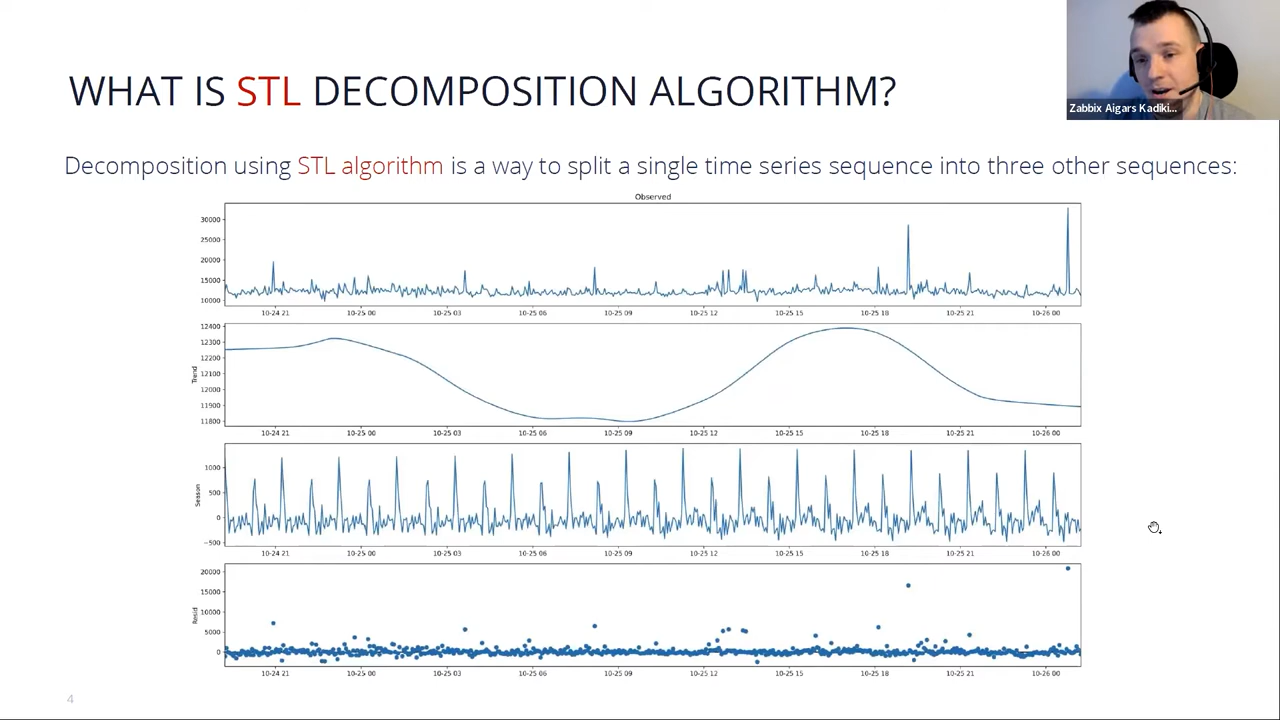 WHAT IS STL DECOMPOSITION ALGORITHM?
Zabbix Aigars Kadiki...
Decomposition using STL algorithm is a way to split a single time series sequence into three other sequences:
Observed
30000
25000
20000
15000
10000
10-24 21 10-25 00 10-25 03 10-25 06 10-25 09 10-25 12 10-25 15 10-25 18 10-25 21 10-26 00
Trend
12400
12300
12200
12100
12000
11900
11800
10-24 21 10-25 00 10-25 03 10-25 06 10-25 09 10-25 12 10-25 15 10-25 18 10-25 21 10-26 00
Season
1000
500
0
−500
10-24 21 10-25 00 10-25 03 10-25 06 10-25 09 10-25 12 10-25 15 10-25 18 10-25 21 10-26 00
Resid
20000
15000
10000
5000
0
10-24 21 10-25 00 10-25 03 10-25 06 10-25 09 10-25 12 10-25 15 10-25 18 10-25 21 10-26 00
4